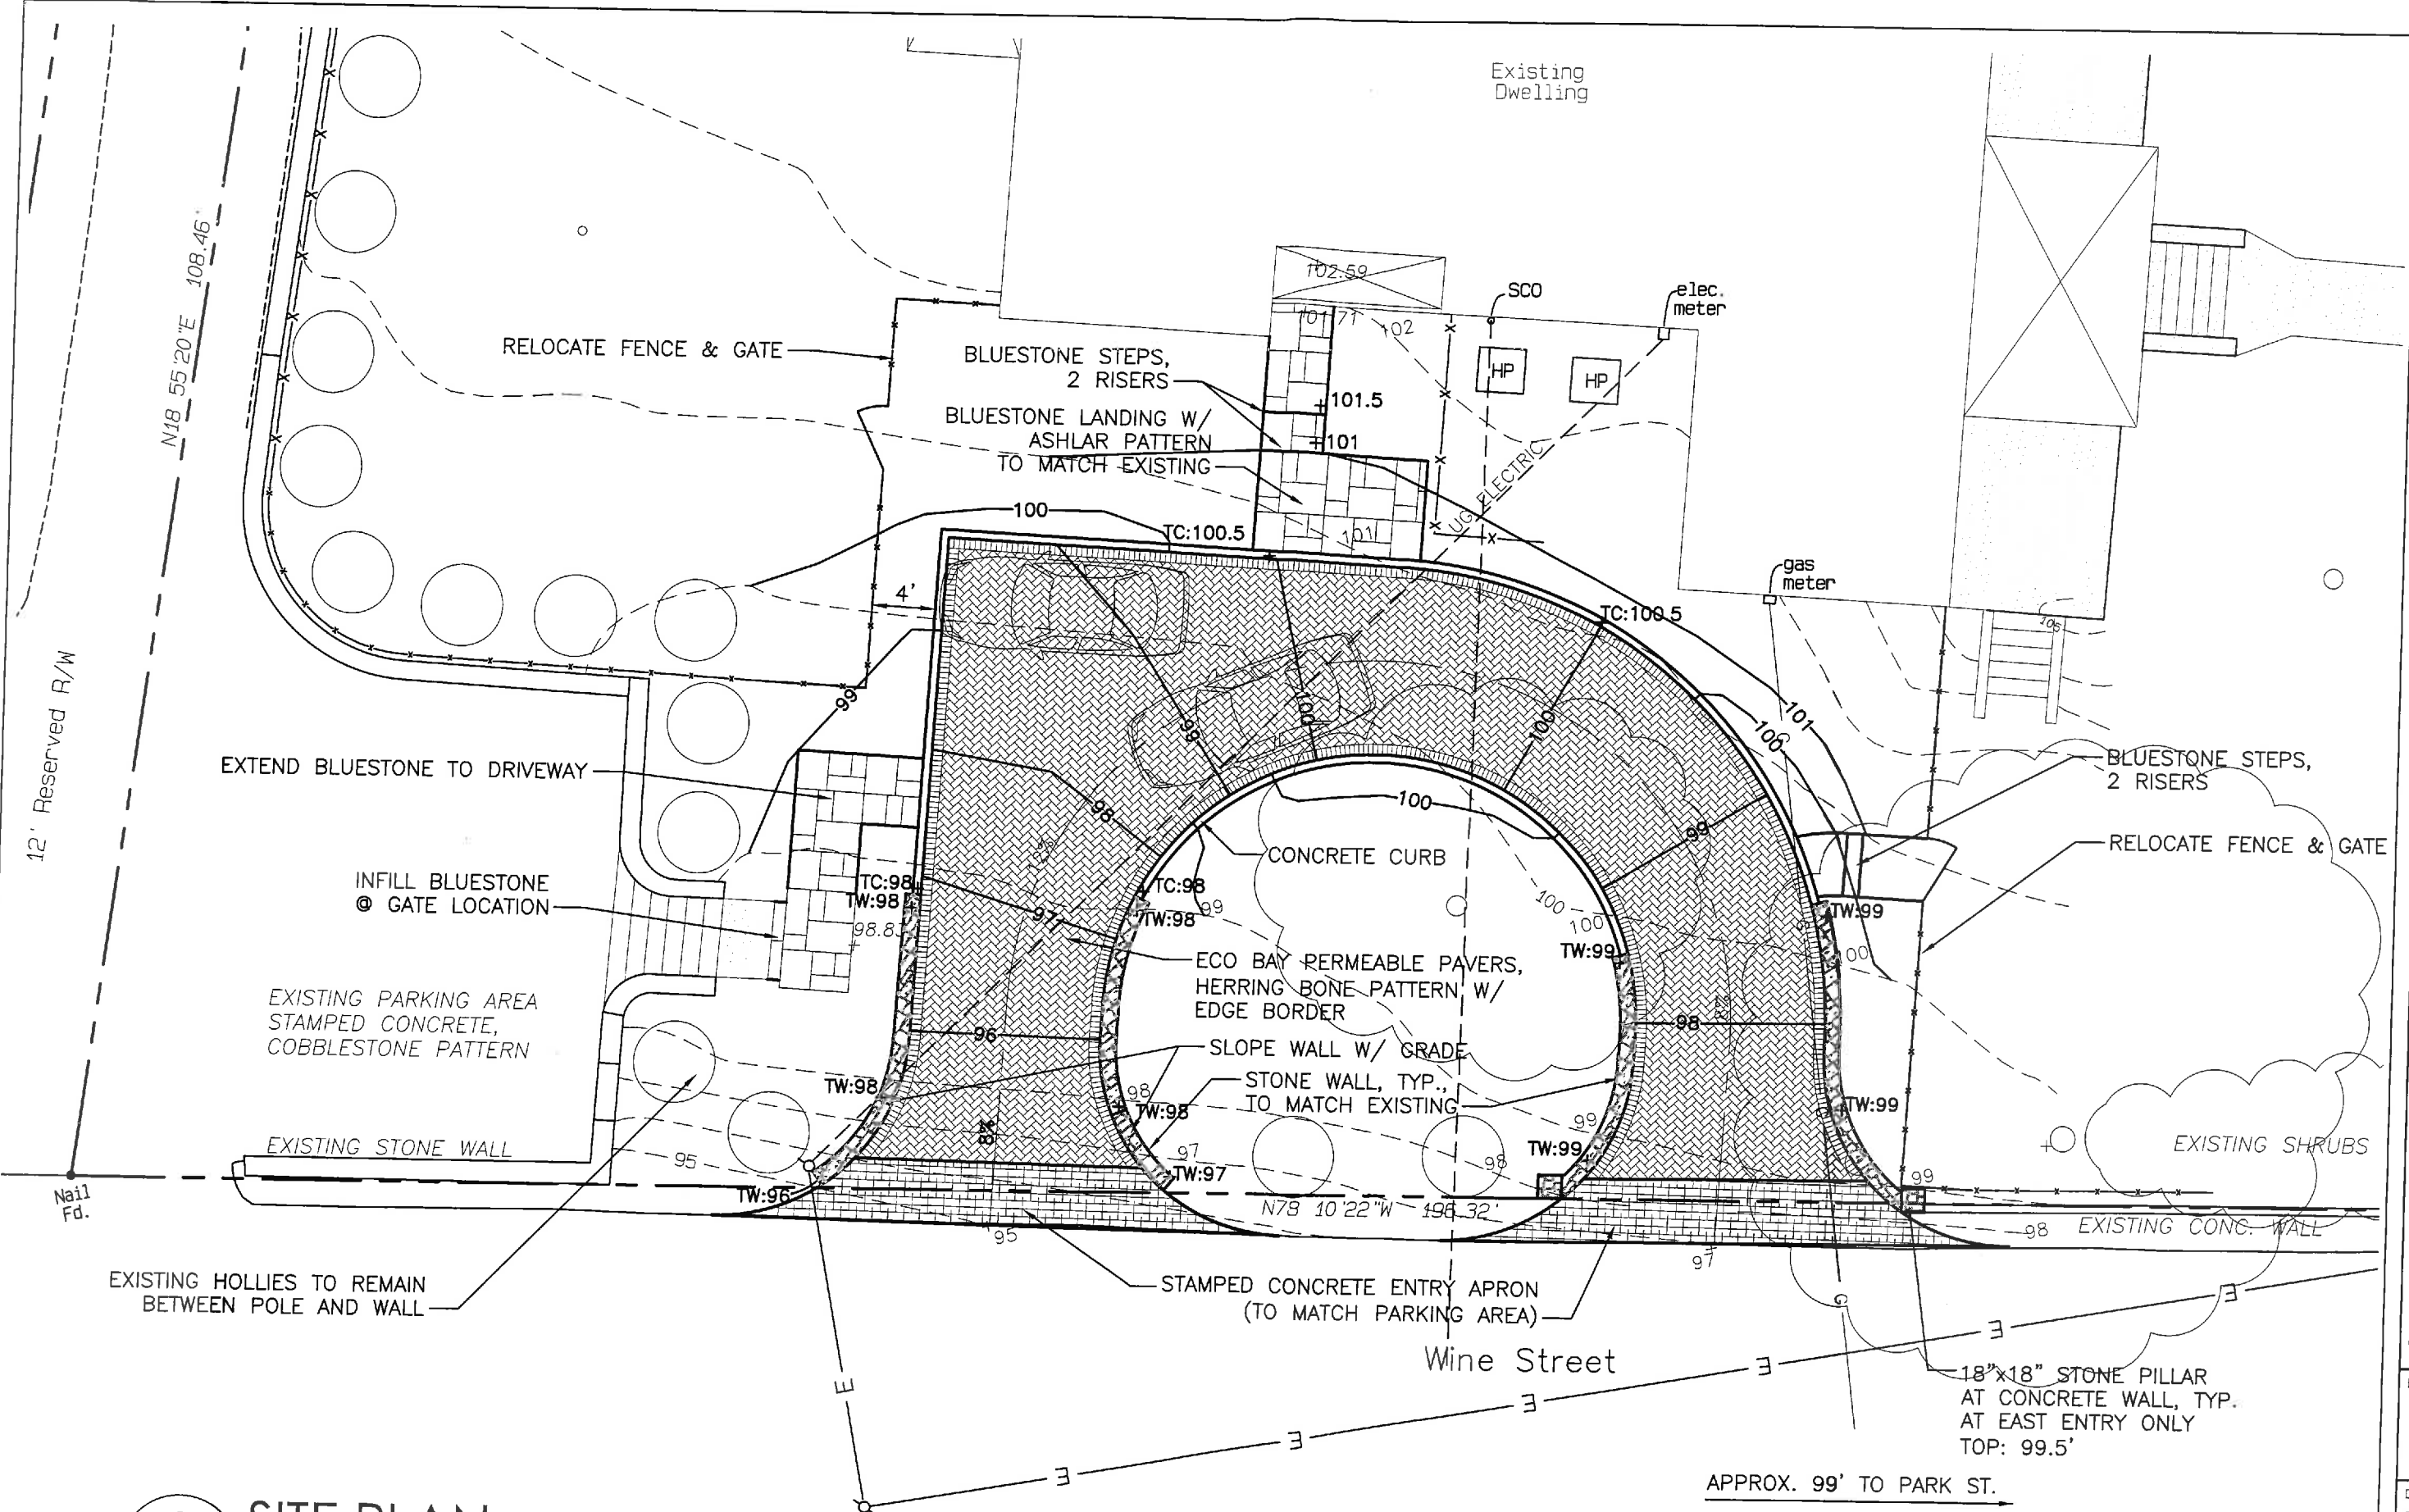 Existing
Dwelling
102.59
SCO
elec.
meter
101.71
102
RELOCATE FENCE & GATE
BLUESTONE STEPS,
2 RISERS
HP
HP
101.5
BLUESTONE LANDING W/
ASHLAR PATTERN
TO MATCH EXISTING
101
UG ELECTRIC
N18 55'20"E 108.46'
100
TC:100.5
101
gas
meter
4'
TC:100.5
105
12' Reserved R/W
99
99
100
100
100
101
EXTEND BLUESTONE TO DRIVEWAY
BLUESTONE STEPS,
2 RISERS
98
100
99
CONCRETE CURB
RELOCATE FENCE & GATE
INFILL BLUESTONE
@ GATE LOCATION
TC:98
TW:98
TC:98
TW:98
99
97
98.8
100
100
TW:99
TW:99
100
ECO BAY PERMEABLE PAVERS,
HERRING BONE PATTERN W/
EDGE BORDER
EXISTING PARKING AREA
STAMPED CONCRETE,
COBBLESTONE PATTERN
96
98
SLOPE WALL W/ GRADE
STONE WALL, TYP.,
TO MATCH EXISTING
TW:98
98
TW:98
99
TW:99
EXISTING STONE WALL
95
97
TW:97
98
TW:99
EXISTING SHRUBS
Nail
Fd.
TW:96
N78 10'22"W 196.32'
99
98
EXISTING CONC. WALL
95
97
EXISTING HOLLIES TO REMAIN
BETWEEN POLE AND WALL
STAMPED CONCRETE ENTRY APRON
(TO MATCH PARKING AREA)
G
G
G
E
E
E
E
E
E
E
Wine Street
18"x18" STONE PILLAR
AT CONCRETE WALL, TYP.
AT EAST ENTRY ONLY
TOP: 99.5'
APPROX. 99' TO PARK ST.
SITE PLAN